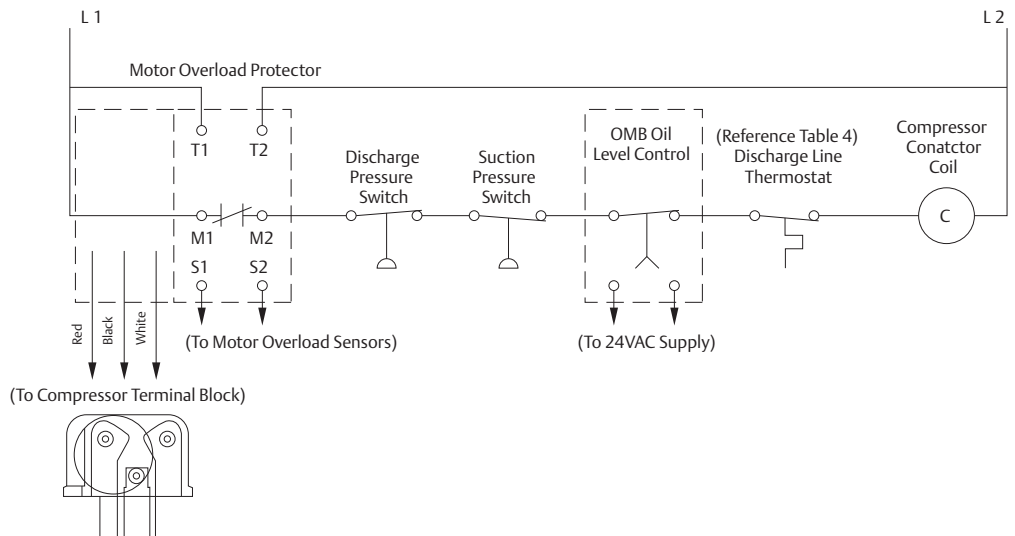 L 1
L 2
Motor Overload Protector
T1
T2
Discharge
Pressure
Switch
Suction
Pressure
Switch
OMB Oil
Level Control
(Reference Table 4)
Discharge Line
Thermostat
Compressor
Conatctor
Coil
M1
M2
C
S1
S2
Red
Black
White
(To Motor Overload Sensors)
(To 24VAC Supply)
(To Compressor Terminal Block)